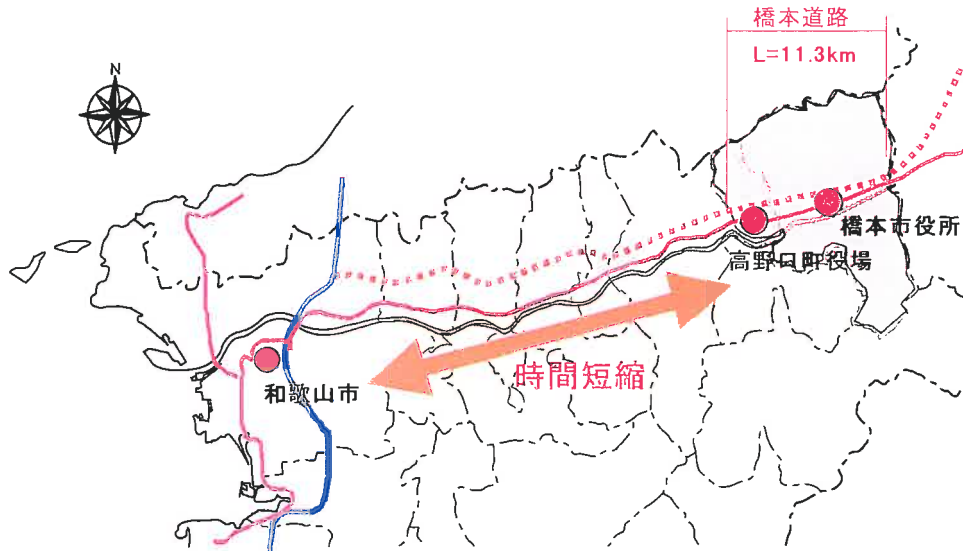 橋本道路
L=11.3km
N
橋本市役所
高野口町役場
時間短縮
和歌山市